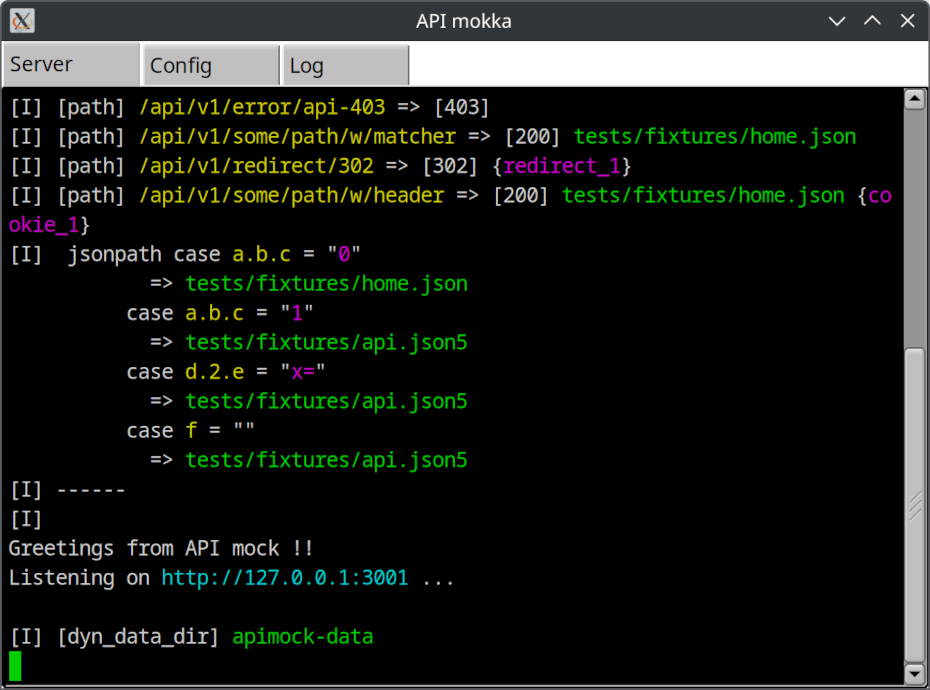 API mokka
Server Config Log
[I] [path] /api/v1/error/api-403 => [403]
[I] [path] /api/v1/some/path/w/matcher => [200] tests/fixtures/home.json
[I] [path] /api/v1/redirect/302 => [302] {redirect_1}
[I] [path] /api/v1/some/path/w/header => [200] tests/fixtures/home.json {co
okie_1}
[I]  jsonpath case a.b.c = "0"
            => tests/fixtures/home.json
          case a.b.c = "1"
            => tests/fixtures/api.json5
          case d.2.e = "x="
            => tests/fixtures/api.json5
          case f = ""
            => tests/fixtures/api.json5
[I] ------
[I]
Greetings from API mock !!
Listening on http://127.0.0.1:3001 ...
[I] [dyn_data_dir] apimock-data